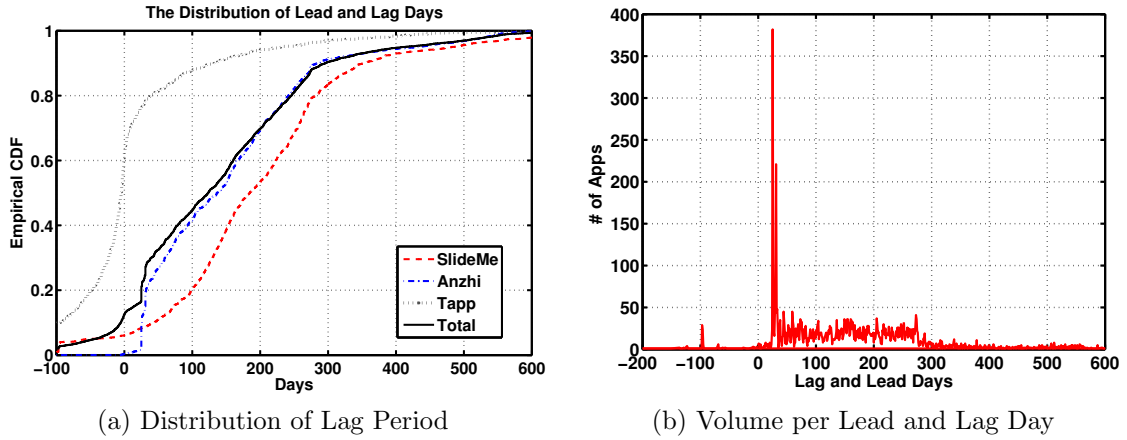 The Distribution of Lead and Lag Days
1
0.8
0.6
0.4
0.2
0
Empirical CDF
−100 0 100 200 300 400 500 600
Days
SlideMe
Anzhi
Tapp
Total
(a) Distribution of Lag Period
400
350
300
250
200
150
100
50
0
# of Apps
−200 −100 0 100 200 300 400 500 600
Lag and Lead Days
(b) Volume per Lead and Lag Day